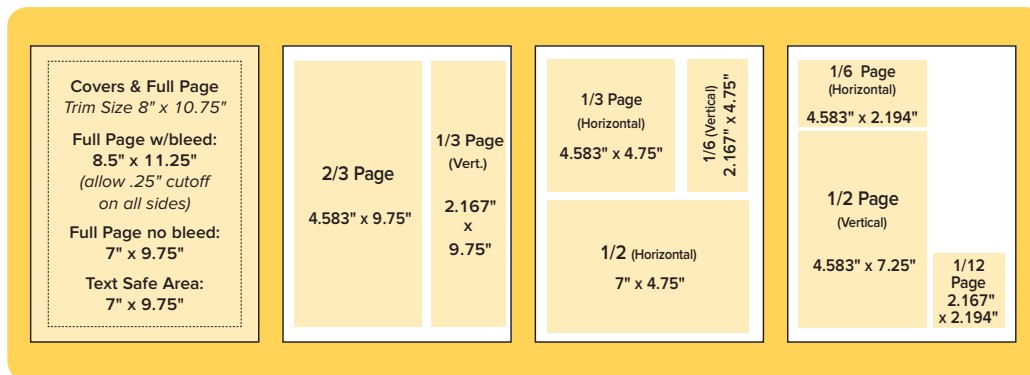 Covers & Full Page
Trim Size 8" x 10.75"
Full Page w/bleed:
8.5" x 11.25"
(allow .25" cutoff
on all sides)
Full Page no bleed:
7" x 9.75"
Text Safe Area:
7" x 9.75"
2/3 Page
4.583" x 9.75"
1/3 Page
(Vert.)
2.167"
x
9.75"
1/3 Page
(Horizontal)
4.583" x 4.75"
1/6 (Vertical)
2.167" x 4.75"
1/2 (Horizontal)
7" x 4.75"
1/6 Page
(Horizontal)
4.583" x 2.194"
1/2 Page
(Vertical)
4.583" x 7.25"
1/12
Page
2.167"
x 2.194"